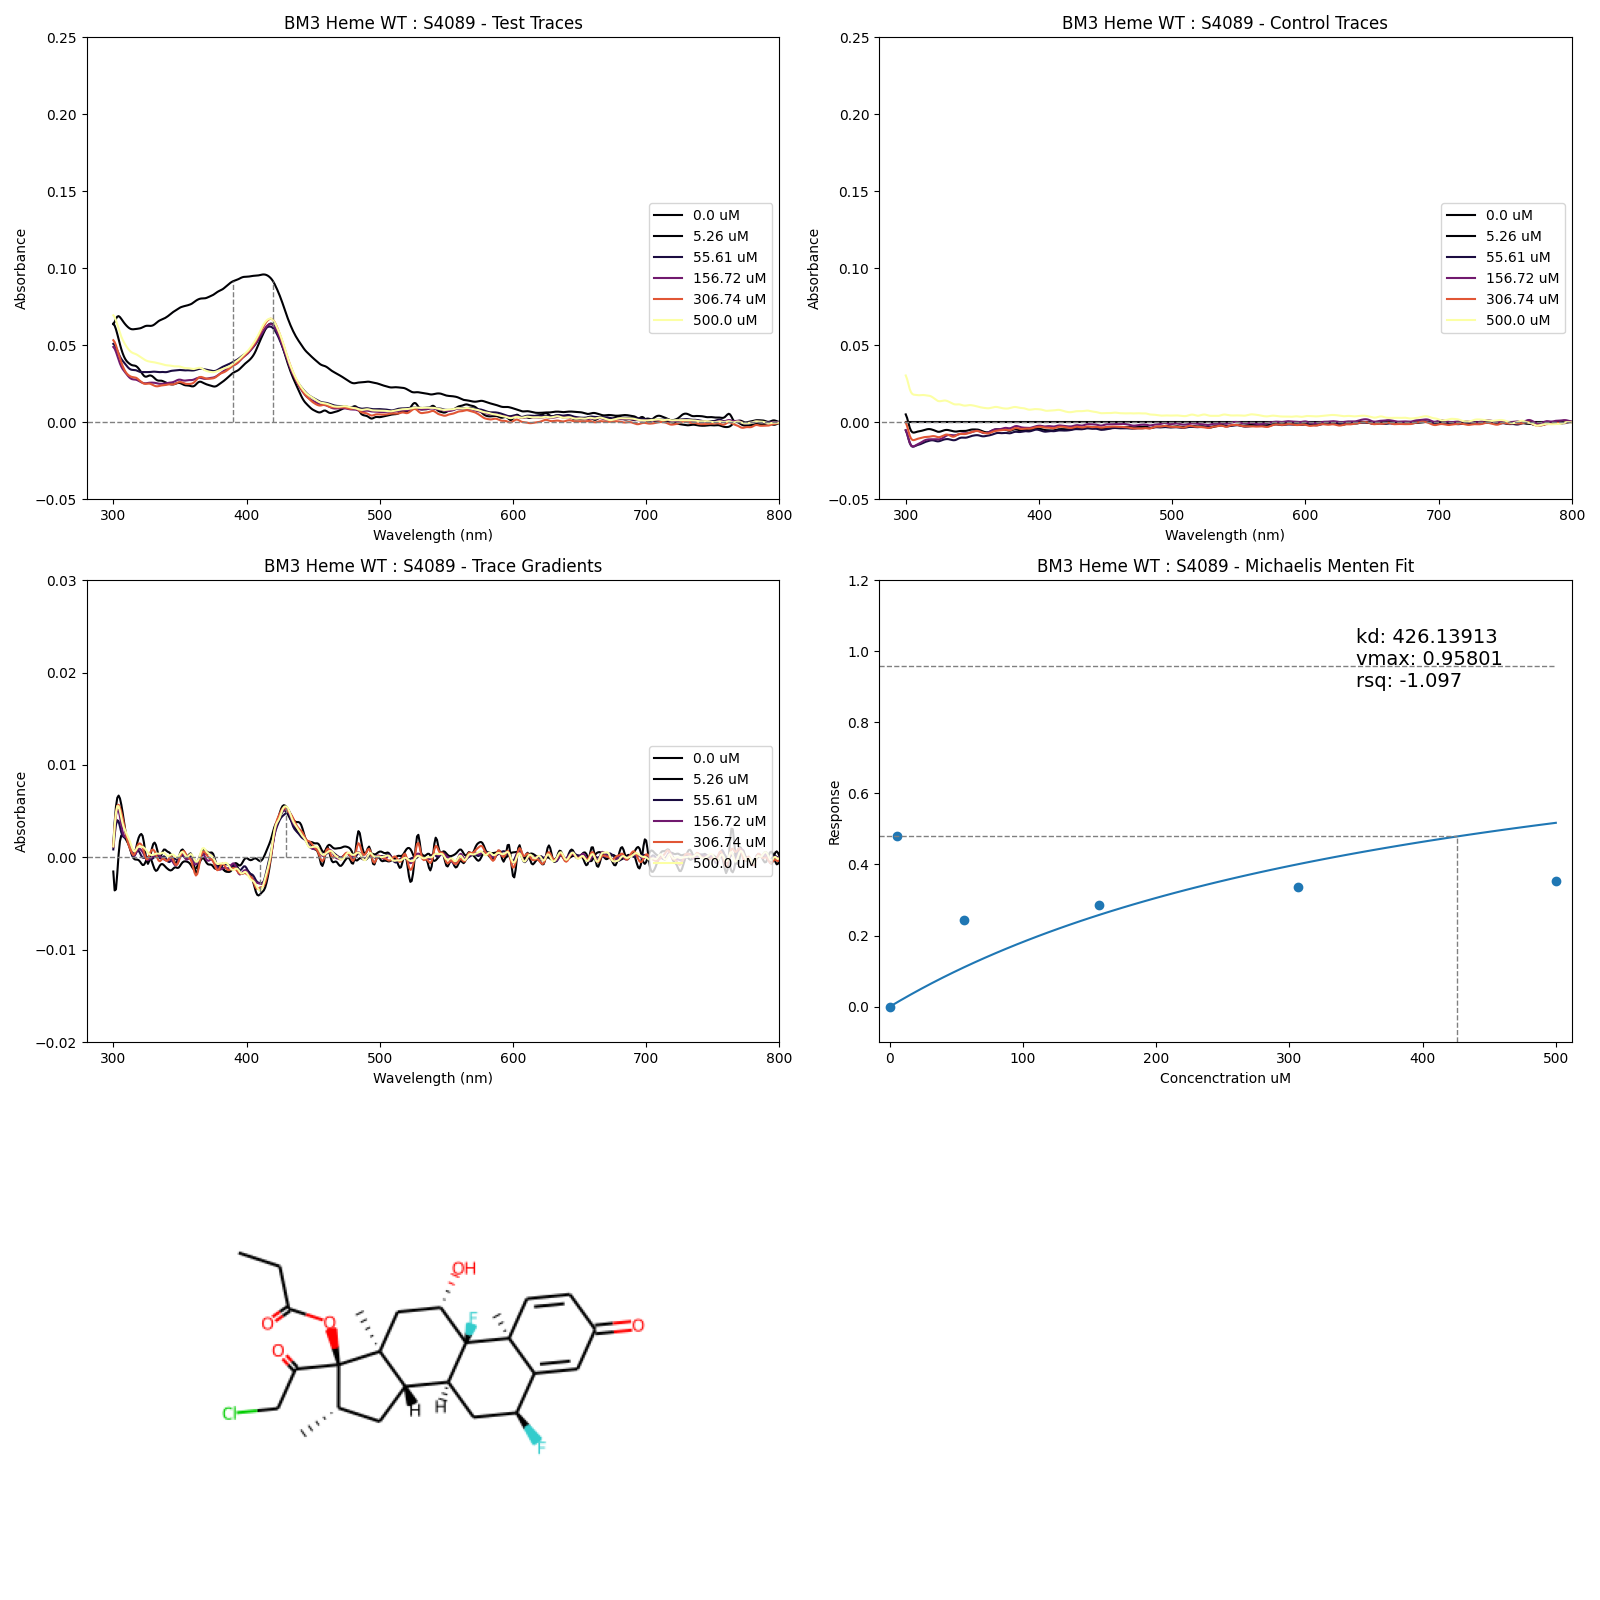 BM3 Heme WT : S4089 - Test Traces
0.25
0.20
0.15
0.10
0.05
0.00
−0.05
Absorbance
300 400 500 600 700 800
Wavelength (nm)
0.0 uM
5.26 uM
55.61 uM
156.72 uM
306.74 uM
500.0 uM
BM3 Heme WT : S4089 - Control Traces
0.25
0.20
0.15
0.10
0.05
0.00
−0.05
Absorbance
300 400 500 600 700 800
Wavelength (nm)
0.0 uM
5.26 uM
55.61 uM
156.72 uM
306.74 uM
500.0 uM
BM3 Heme WT : S4089 - Trace Gradients
0.03
0.02
0.01
0.00
−0.01
−0.02
Absorbance
300 400 500 600 700 800
Wavelength (nm)
0.0 uM
5.26 uM
55.61 uM
156.72 uM
306.74 uM
500.0 uM
BM3 Heme WT : S4089 - Michaelis Menten Fit
1.2
1.0
0.8
0.6
0.4
0.2
0.0
Response
0 100 200 300 400 500
Concenctration uM
kd: 426.13913
vmax: 0.95801
rsq: -1.097
OH
F
O
O
O
O
Cl
H
H
F